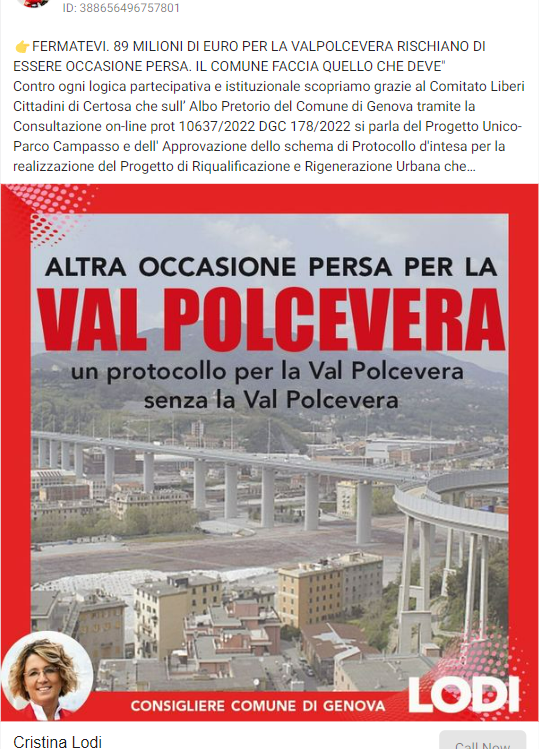 ID: 388656496757801
👉FERMATEVI. 89 MILIONI DI EURO PER LA VALPOLCEVERA RISCHIANO DI
ESSERE OCCASIONE PERSA. IL COMUNE FACCIA QUELLO CHE DEVE"
Contro ogni logica partecipativa e istituzionale scopriamo grazie al Comitato Liberi
Cittadini di Certosa che sull’ Albo Pretorio del Comune di Genova tramite la
Consultazione on-line prot 10637/2022 DGC 178/2022 si parla del Progetto Unico-
Parco Campasso e dell' Approvazione dello schema di Protocollo d'intesa per la
realizzazione del Progetto di Riqualificazione e Rigenerazione Urbana che...
ALTRA OCCASIONE PERSA PER LA
VAL POLCEVERA
un protocollo per la Val Polcevera
senza la Val Polcevera
CONSIGLIERE COMUNE DI GENOVA
LODI
Cristina Lodi
Call Now